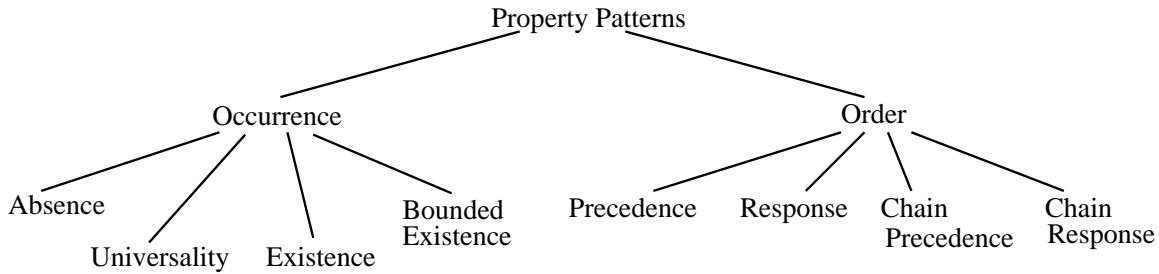 Property Patterns
Occurrence
Order
Absence
Universality
Existence
Bounded
Existence
Precedence
Response
Chain
Precedence
Chain
Response